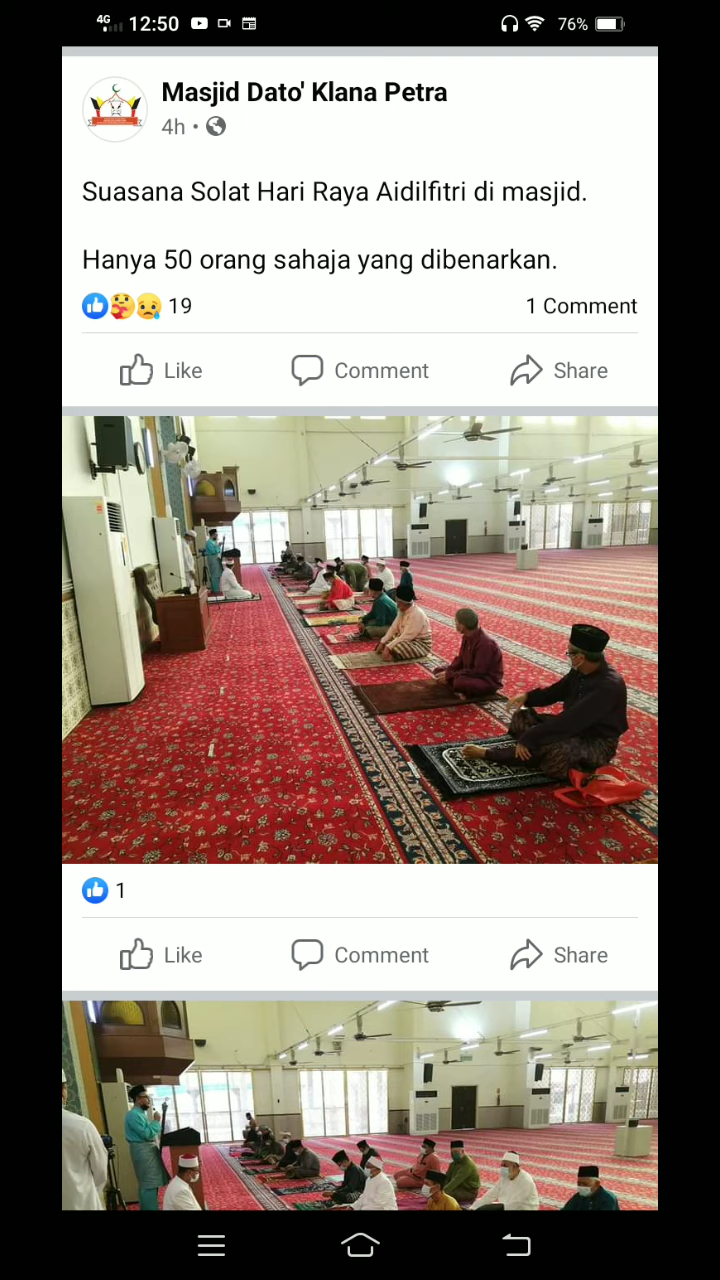 4G 12:50 76%
Masjid Dato' Klana Petra
4h
Suasana Solat Hari Raya Aidilfitri di masjid.
Hanya 50 orang sahaja yang dibenarkan.
19 1 Comment
Like Comment Share
1
Like Comment Share